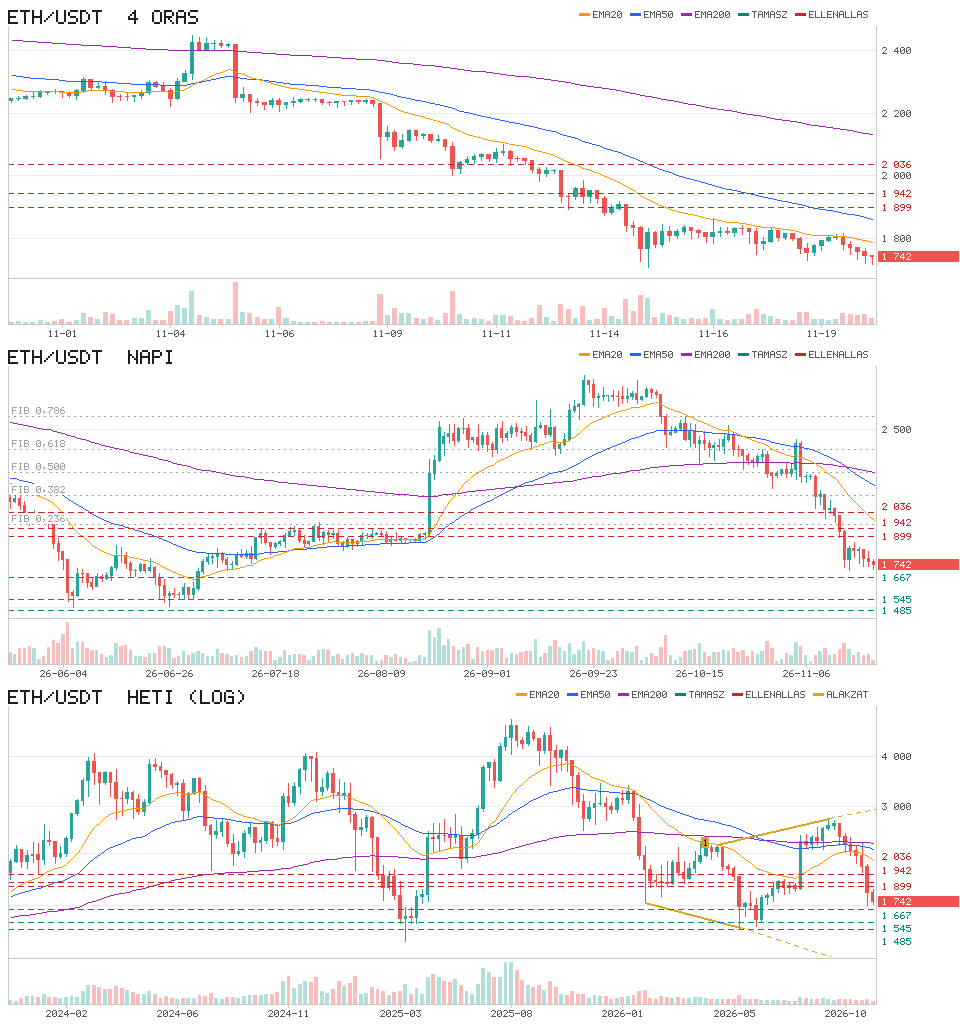 ETH/USDT 4 ORAS
EMA20 EMA50 EMA200 TAMASZ ELLENALLAS
2 400
2 200
2 036
2 000
1 942
1 899
1 800
1 742
11-01 11-04 11-06 11-09 11-11 11-14 11-16 11-19
ETH/USDT NAPI
EMA20 EMA50 EMA200 TAMASZ ELLENALLAS
FIB 0,786
2 500
FIB 0,618
FIB 0,500
FIB 0,382
2 036
FIB 0,236
1 942
1 899
1 742
1 667
1 545
1 485
26-06-04 26-06-26 26-07-18 26-08-09 26-09-01 26-09-23 26-10-15 26-11-06
ETH/USDT HETI (LOG)
EMA20 EMA50 EMA200 TAMASZ ELLENALLAS ALAKZAT
4 000
3 000
1
2 036
1 942
1 899
1 742
1 667
1 545
1 485
2024-02 2024-06 2024-11 2025-03 2025-08 2026-01 2026-05 2026-10